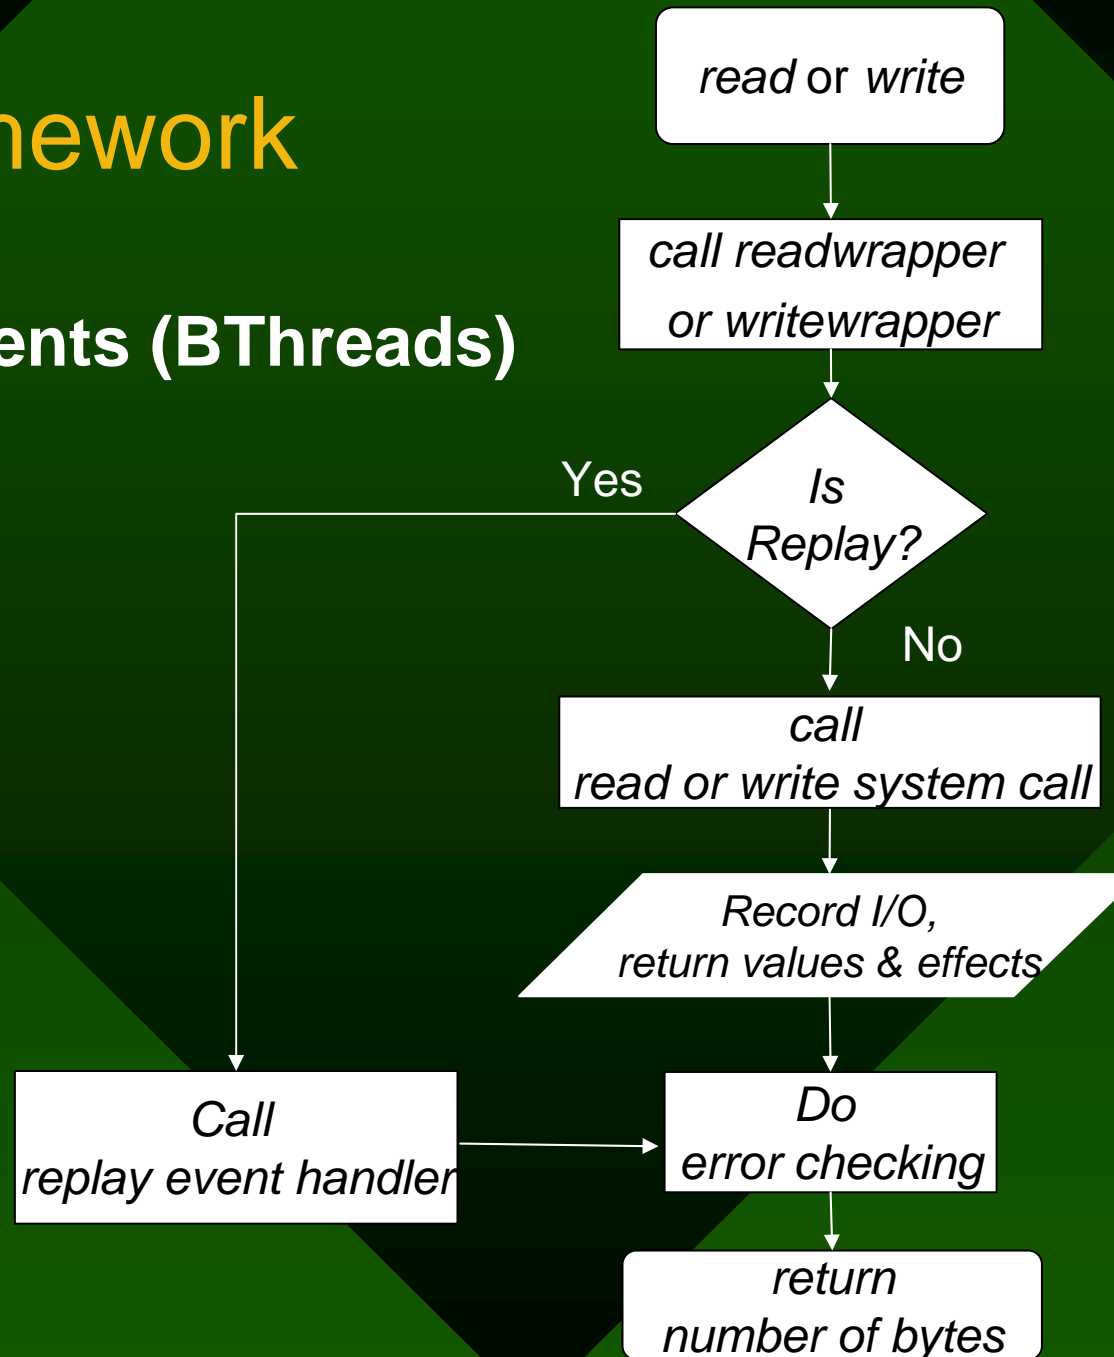 nework
ents (BThreads)
read or write
call readwrapper
or writewrapper
Is
Replay?
Yes
No
call
read or write system call
Record I/O,
return values & effects
Call
replay event handler
Do
error checking
return
number of bytes